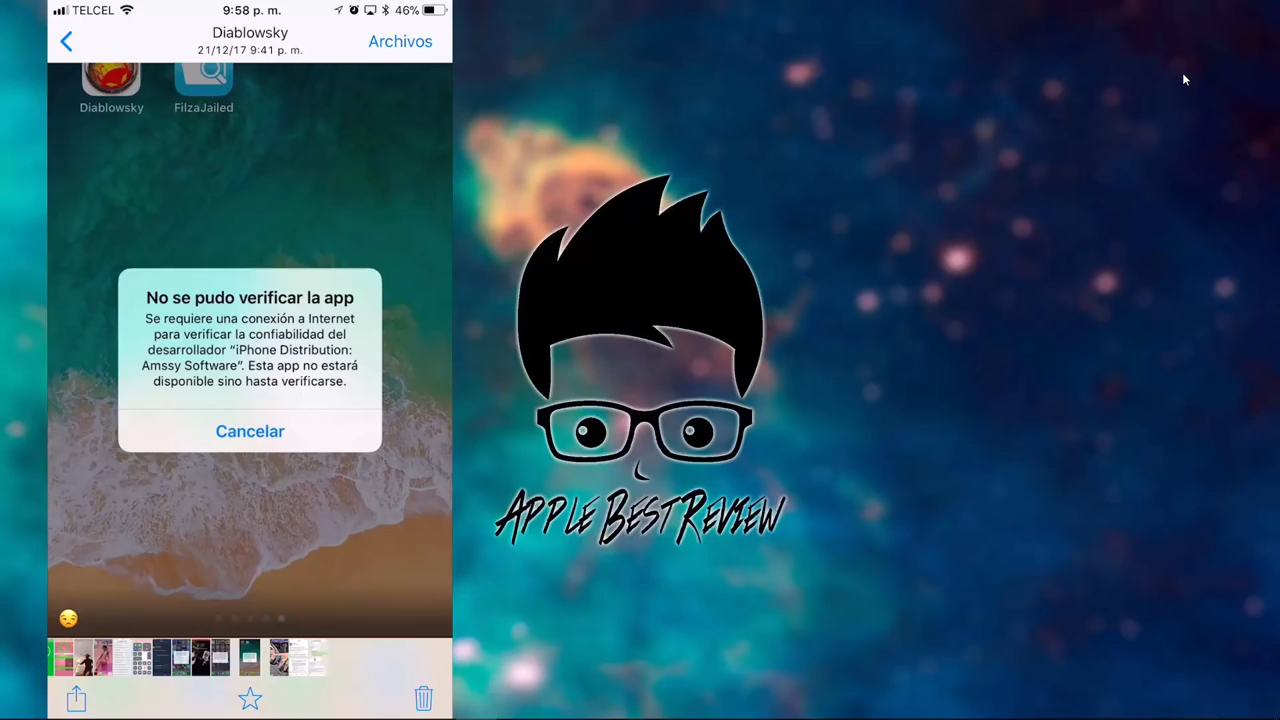 TELCEL 9:58 p. m. 46%
Diablowsky
21/12/17 9:41 p. m.
Archivos
Diablowsky FilzaJailed
No se pudo verificar la app
Se requiere una conexión a Internet
para verificar la confiabilidad del
desarrollador “iPhone Distribution:
Amssy Software”. Esta app no estará
disponible sino hasta verificarse.
Cancelar
APPLE BEST REVIEW